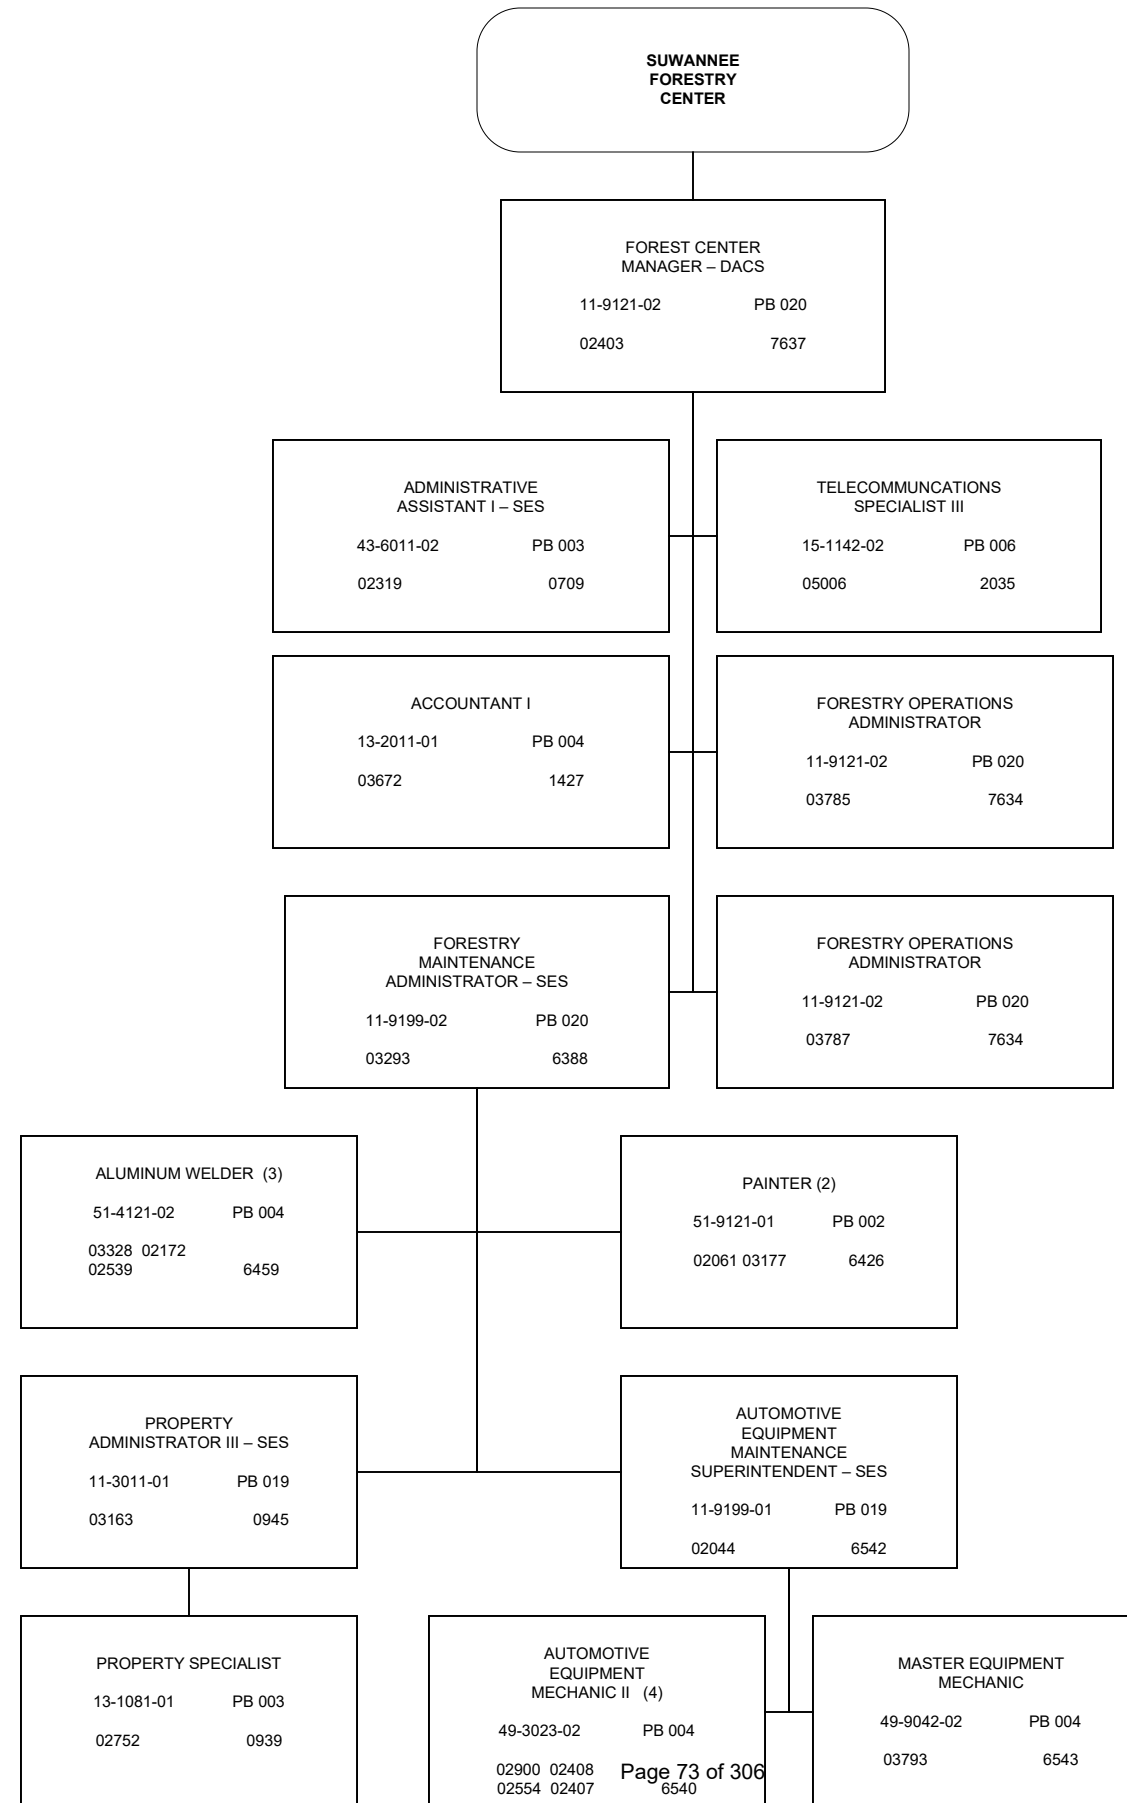 SUWANNEE
FORESTRY
CENTER
FOREST CENTER
MANAGER – DACS
11-9121-02 PB 020
02403 7637
ADMINISTRATIVE
ASSISTANT I – SES
43-6011-02 PB 003
02319 0709
TELECOMMUNCATIONS
SPECIALIST III
15-1142-02 PB 006
05006 2035
ACCOUNTANT I
13-2011-01 PB 004
03672 1427
FORESTRY OPERATIONS
ADMINISTRATOR
11-9121-02 PB 020
03785 7634
FORESTRY
MAINTENANCE
ADMINISTRATOR – SES
11-9199-02 PB 020
03293 6388
FORESTRY OPERATIONS
ADMINISTRATOR
11-9121-02 PB 020
03787 7634
ALUMINUM WELDER (3)
51-4121-02 PB 004
03328 02172
02539 6459
PAINTER (2)
51-9121-01 PB 002
02061 03177 6426
PROPERTY
ADMINISTRATOR III – SES
11-3011-01 PB 019
03163 0945
AUTOMOTIVE
EQUIPMENT
MAINTENANCE
SUPERINTENDENT – SES
11-9199-01 PB 019
02044 6542
PROPERTY SPECIALIST
13-1081-01 PB 003
02752 0939
AUTOMOTIVE
EQUIPMENT
MECHANIC II (4)
49-3023-02 PB 004
02900 02408
02554 02407 6540
MASTER EQUIPMENT
MECHANIC
49-9042-02 PB 004
03793 6543
Page 73 of 306